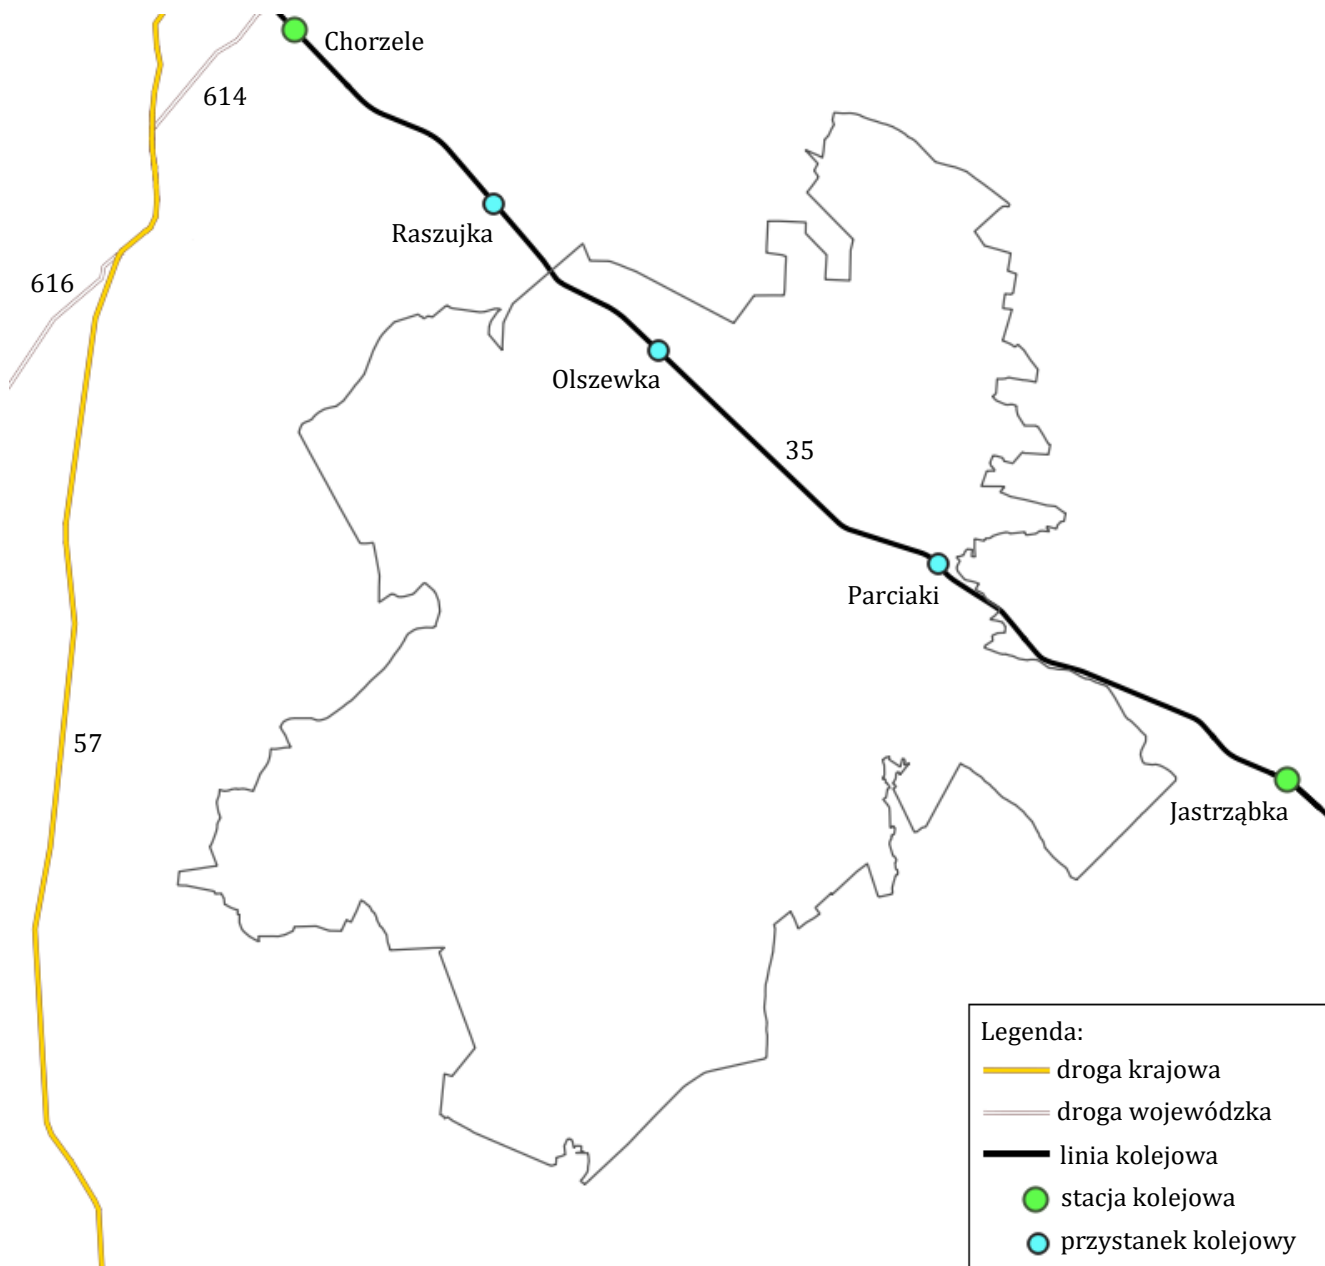 Chorzele
614
Raszujka
616
Olszewka
35
Parciaki
57
Jastrząbka
Legenda:
droga krajowa
droga wojewódzka
linia kolejowa
stacja kolejowa
przystanek kolejowy